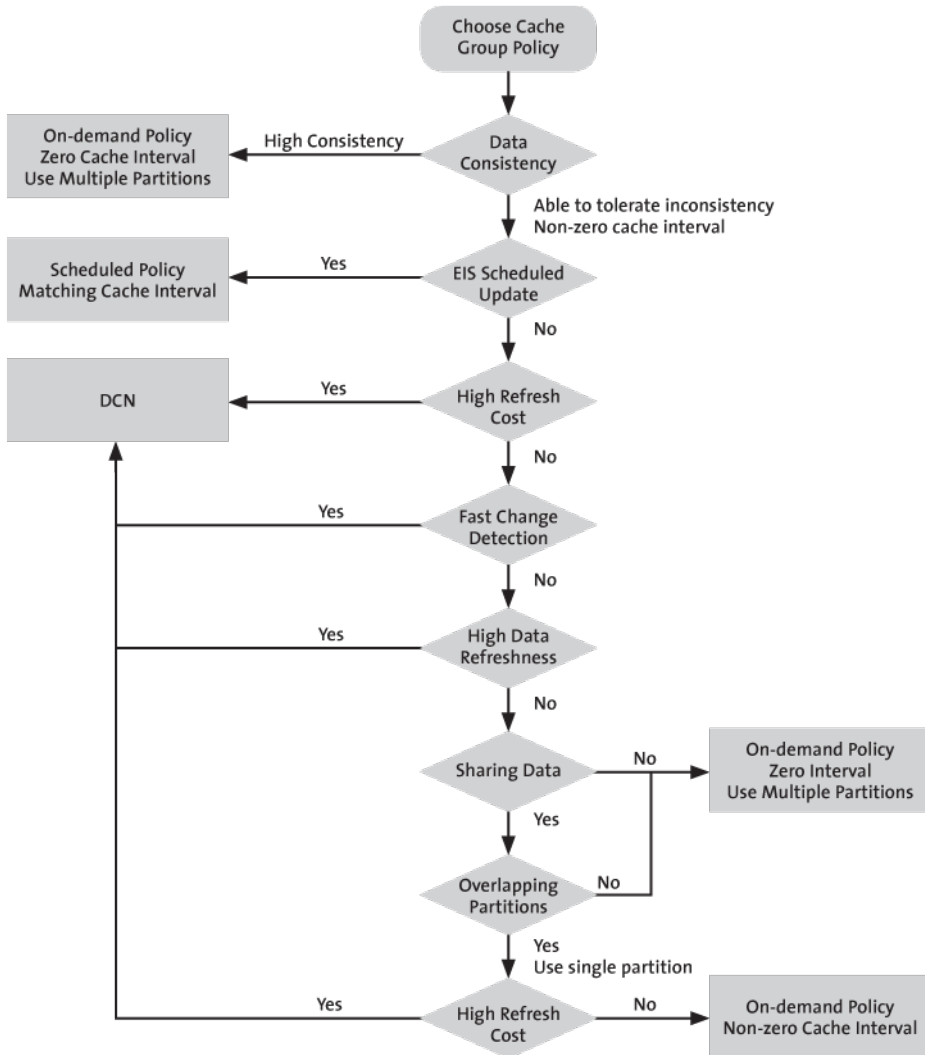 Choose Cache
Group Policy
On-demand Policy
Zero Cache Interval
Use Multiple Partitions
High Consistency
Data
Consistency
Able to tolerate inconsistency
Non-zero cache interval
Scheduled Policy
Matching Cache Interval
Yes
EIS Scheduled
Update
No
DCN
Yes
High Refresh
Cost
No
Yes
Fast Change
Detection
No
Yes
High Data
Refreshness
No
Sharing Data
No
On-demand Policy
Zero Interval
Use Multiple Partitions
Yes
Overlapping
Partitions
No
Yes
Use single partition
Yes
High Refresh
Cost
No
On-demand Policy
Non-zero Cache Interval